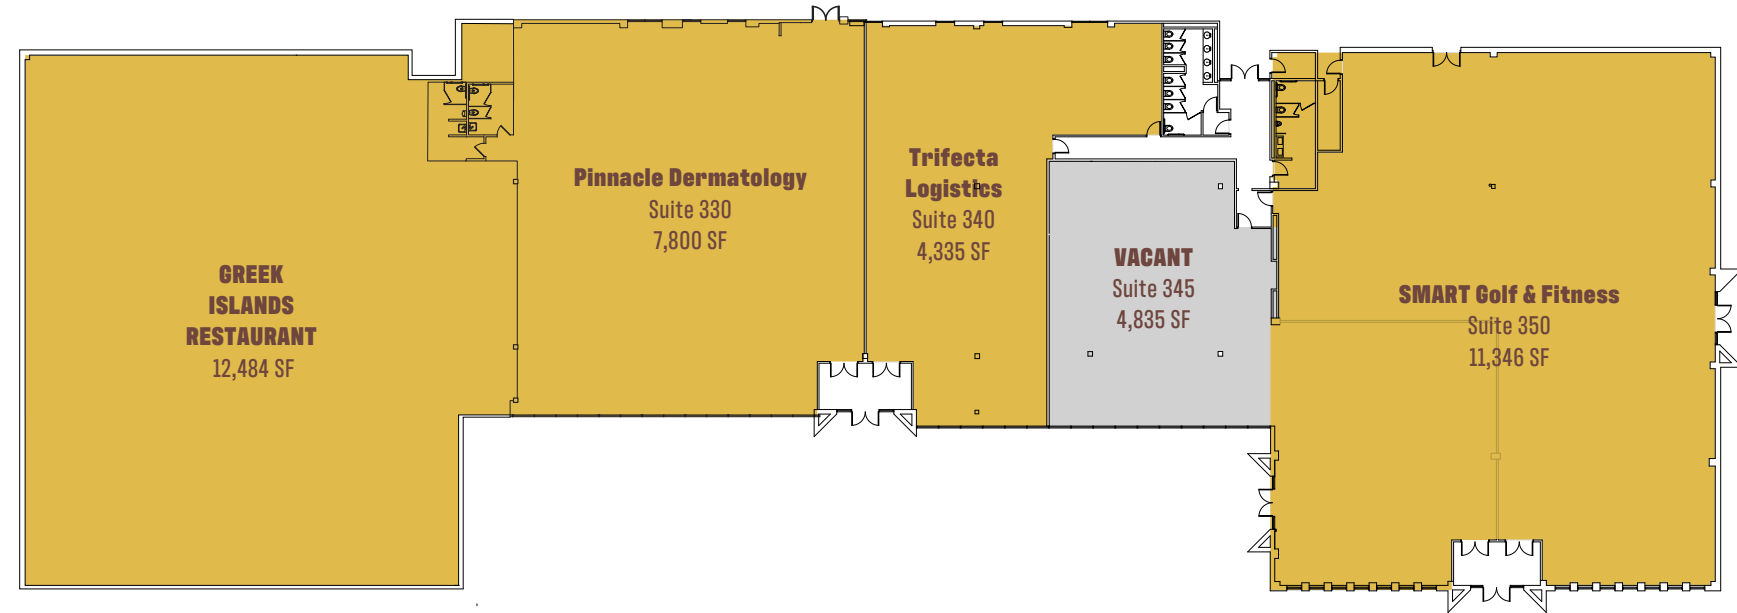 GREEK
ISLANDS
RESTAURANT
12,484 SF
Pinnacle Dermatology
Suite 330
7,800 SF
Trifecta
Logistics
Suite 340
4,335 SF
VACANT
Suite 345
4,835 SF
SMART Golf & Fitness
Suite 350
11,346 SF